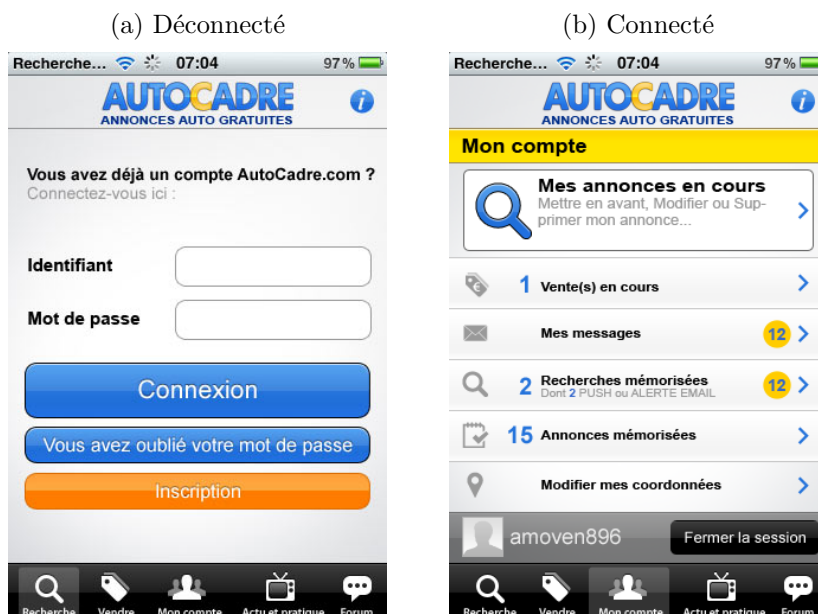 (a) Déconnecté
Recherche... 07:04 97 %
AUTOCADRE
ANNONCES AUTO GRATUITES
Vous avez déjà un compte AutoCadre.com ?
Connectez-vous ici :
Identifiant
Mot de passe
Connexion
Vous avez oublié votre mot de passe
Inscription
Recherche Vendre Mon compte Actu et pratique Forum
(b) Connecté
Recherche... 07:04 97 %
AUTOCADRE
ANNONCES AUTO GRATUITES
Mon compte
Mes annonces en cours
Mettre en avant, Modifier ou Sup-
primer mon annonce...
1 Vente(s) en cours
Mes messages 12
2 Recherches mémorisées 12
Dont 2 PUSH ou ALERTE EMAIL
15 Annonces mémorisées
Modifier mes coordonnées
amoven896 Fermer la session
Recherche Vendre Mon compte Actu et pratique Forum